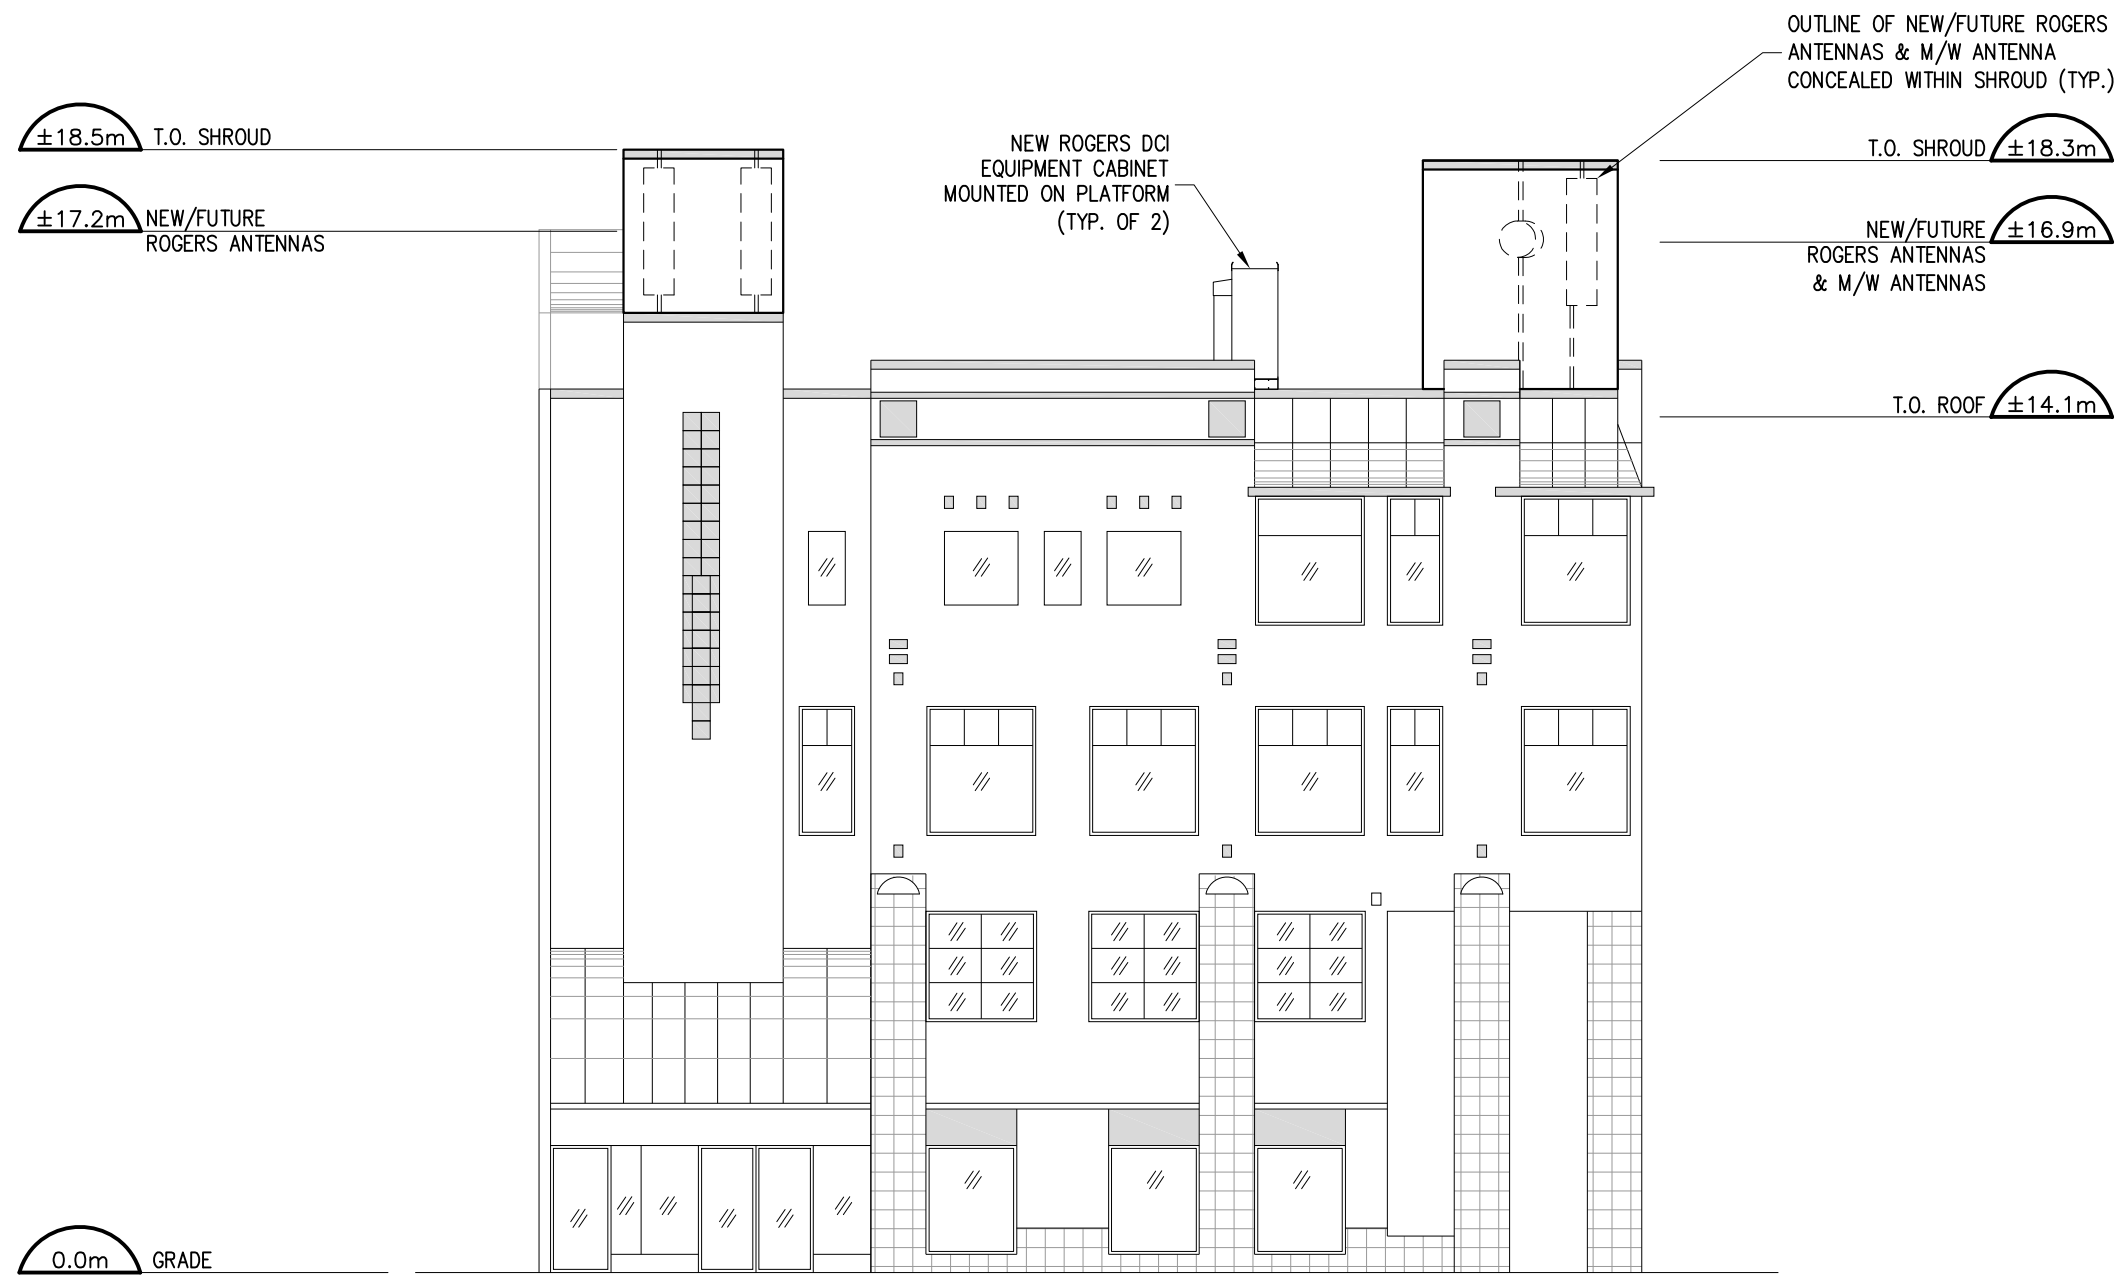 OUTLINE OF NEW/FUTURE ROGERS
ANTENNAS & M/W ANTENNA
CONCEALED WITHIN SHROUD (TYP.)
±18.5m T.O. SHROUD
NEW ROGERS DCI
EQUIPMENT CABINET
MOUNTED ON PLATFORM
(TYP. OF 2)
T.O. SHROUD ±18.3m
±17.2m NEW/FUTURE
ROGERS ANTENNAS
NEW/FUTURE ±16.9m
ROGERS ANTENNAS
& M/W ANTENNAS
T.O. ROOF ±14.1m
0.0m GRADE